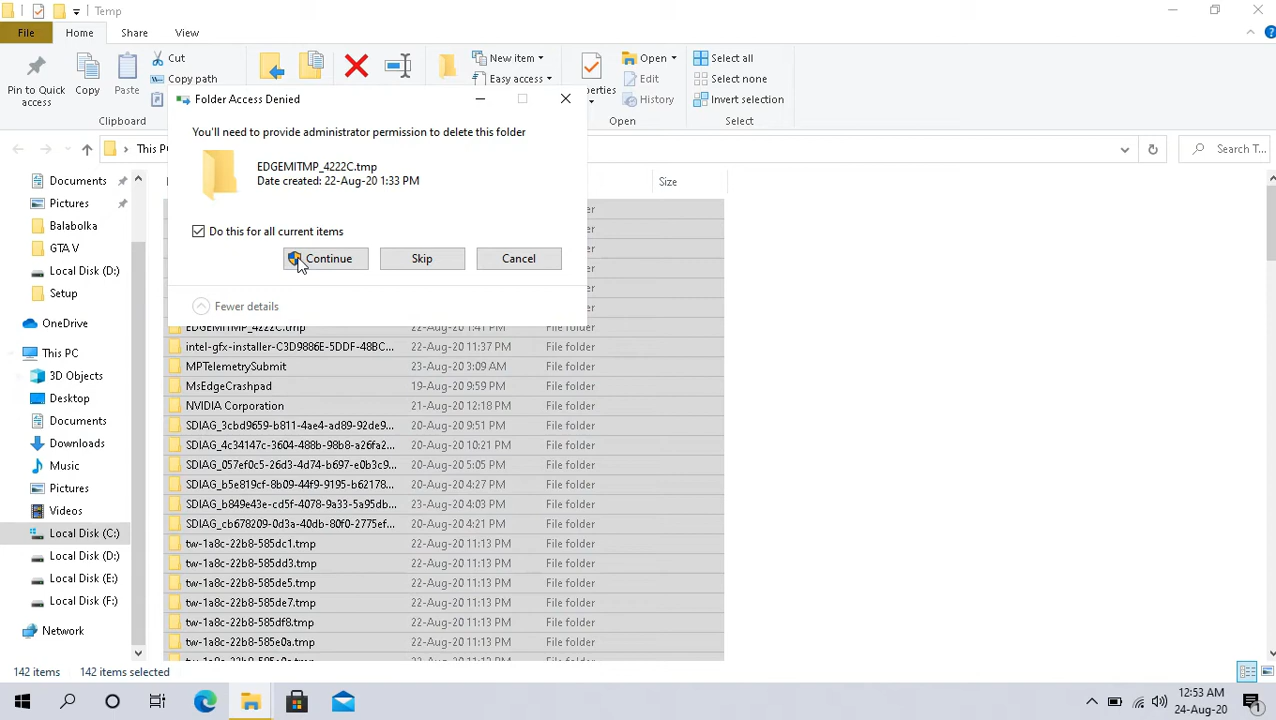 Temp
File
Home
Share
View
Pin to Quick
access
Copy
Paste
Cut
Copy path
New item
Easy access
Open
Edit
History
Select all
Select none
Invert selection
Clipboard
Open
Select
Folder Access Denied
You'll need to provide administrator permission to delete this folder
EDGEMITMP_4222C.tmp
Date created: 22-Aug-20 1:33 PM
Do this for all current items
Continue
Skip
Cancel
Fewer details
Search T...
Size
Documents
Pictures
Balabolka
GTA V
Local Disk (D:)
Setup
OneDrive
This PC
3D Objects
Desktop
Documents
Downloads
Music
Pictures
Videos
Local Disk (C:)
Local Disk (D:)
Local Disk (E:)
Local Disk (F:)
Network
EDGEMITMP_4222C.tmp 22-Aug-20 1:41 PM
intel-gfx-installer-C3D9886E-5DDF-48BC... 22-Aug-20 11:37 PM File folder
MPTelemetrySubmit 23-Aug-20 3:09 AM File folder
MsEdgeCrashpad 19-Aug-20 9:59 PM File folder
NVIDIA Corporation 21-Aug-20 12:18 PM File folder
SDIAG_3cbd9659-b811-4ae4-ad89-92de9... 20-Aug-20 9:51 PM File folder
SDIAG_4c34147c-3604-488b-98b8-a26fa2... 20-Aug-20 10:21 PM File folder
SDIAG_057ef0c5-26d3-4d74-b697-e0b3c9... 20-Aug-20 5:05 PM File folder
SDIAG_b5e819cf-8b09-44f9-9195-b62178... 20-Aug-20 4:27 PM File folder
SDIAG_b849e43e-cd5f-4078-9a33-5a95db... 23-Aug-20 4:03 PM File folder
SDIAG_cb678209-0d3a-40db-80f0-2775ef... 20-Aug-20 4:21 PM File folder
tw-1a8c-22b8-585dc1.tmp 22-Aug-20 11:13 PM File folder
tw-1a8c-22b8-585dd3.tmp 22-Aug-20 11:13 PM File folder
tw-1a8c-22b8-585de5.tmp 22-Aug-20 11:13 PM File folder
tw-1a8c-22b8-585de7.tmp 22-Aug-20 11:13 PM File folder
tw-1a8c-22b8-585df8.tmp 22-Aug-20 11:13 PM File folder
tw-1a8c-22b8-585e0a.tmp 22-Aug-20 11:13 PM File folder
142 items
142 items selected
12:53 AM
24-Aug-20
1